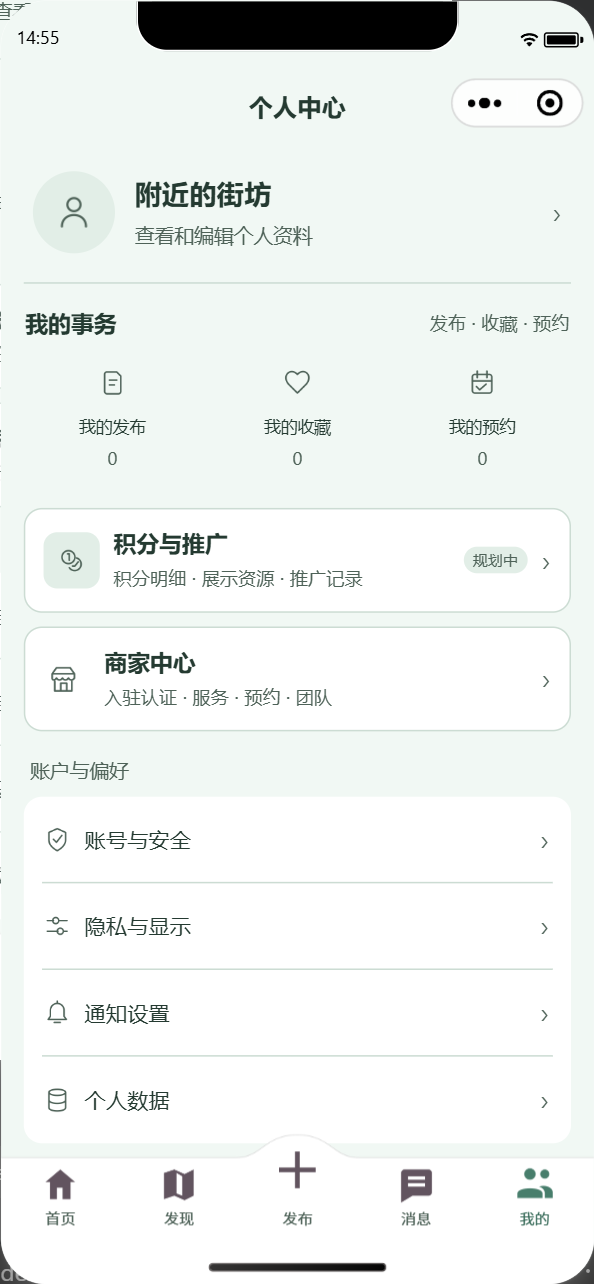 14:55
个人中心
附近的街坊
查看和编辑个人资料
我的事务
发布 · 收藏 · 预约
我的发布
我的收藏
我的预约
0
0
0
积分与推广
积分明细 · 展示资源 · 推广记录
规划中
商家中心
入驻认证 · 服务 · 预约 · 团队
账户与偏好
账号与安全
隐私与显示
通知设置
个人数据
首页
发现
发布
消息
我的